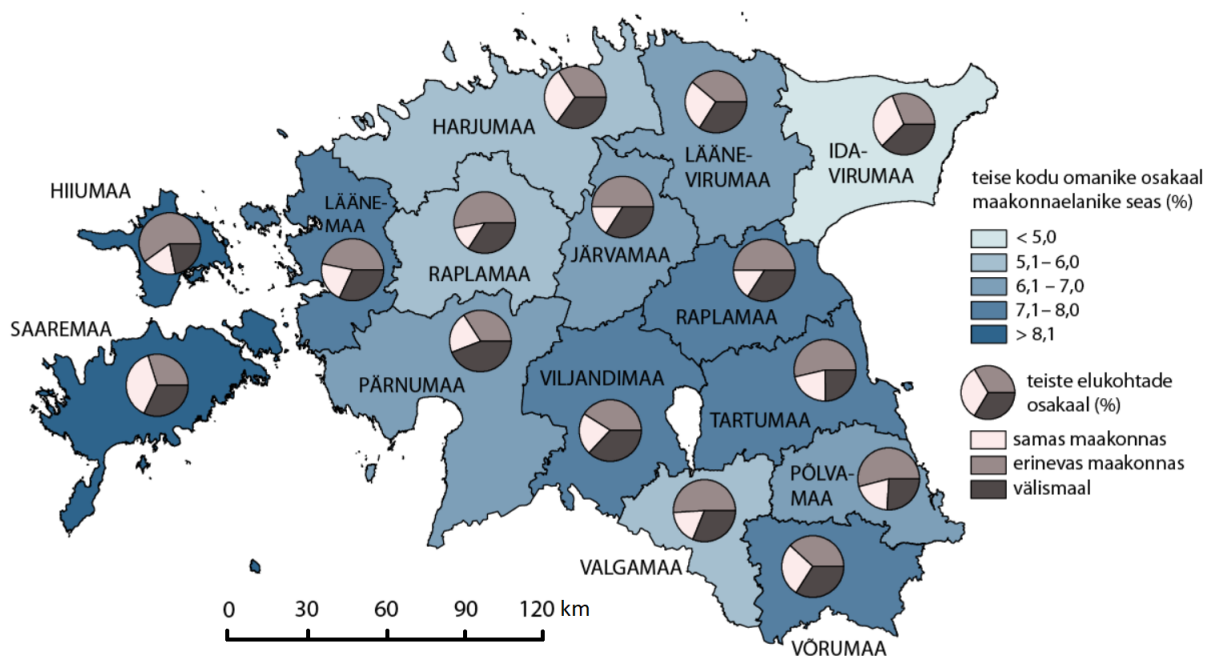 HARJUMAA
LÄÄNE-
VIRUMAA
IDA-
VIRUMAA
HIIUMAA
LÄÄNE-
MAA
RAPLAMAA
JÄRVAMAA
RAPLAMAA
SAAREMAA
PÄRNUMAA
VILJANDIMAA
TARTUMAA
PÕLVA-
MAA
VALGAMAA
VÕRUMAA
teise kodu omanike osakaal
maakonnaelanike seas (%)
< 5,0
5,1– 6,0
6,1 – 7,0
7,1– 8,0
> 8,1
teiste elukohtade
osakaal (%)
samas maakonnas
erinevas maakonnas
välismaal
0 30 60 90 120 km